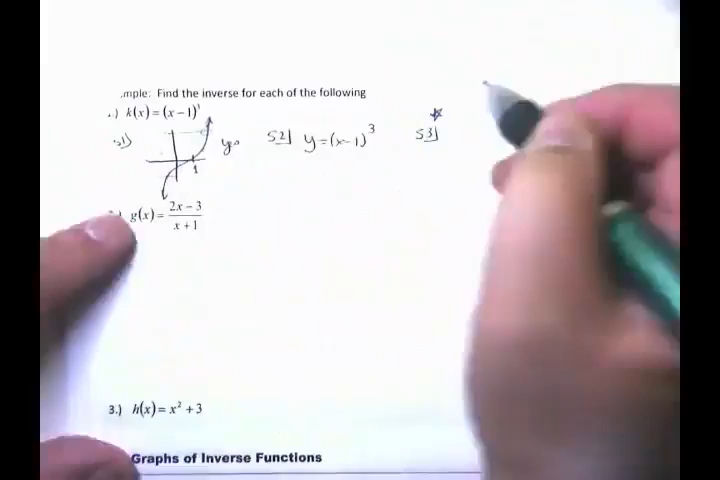 mple: Find the inverse for each of the following
.) k(x) = (x − 1)³
S1) 1 yes S2) y = (x-1)³ S3)
g(x) = 2x − 3 / x + 1
3.) h(x) = x² + 3
Graphs of Inverse Functions